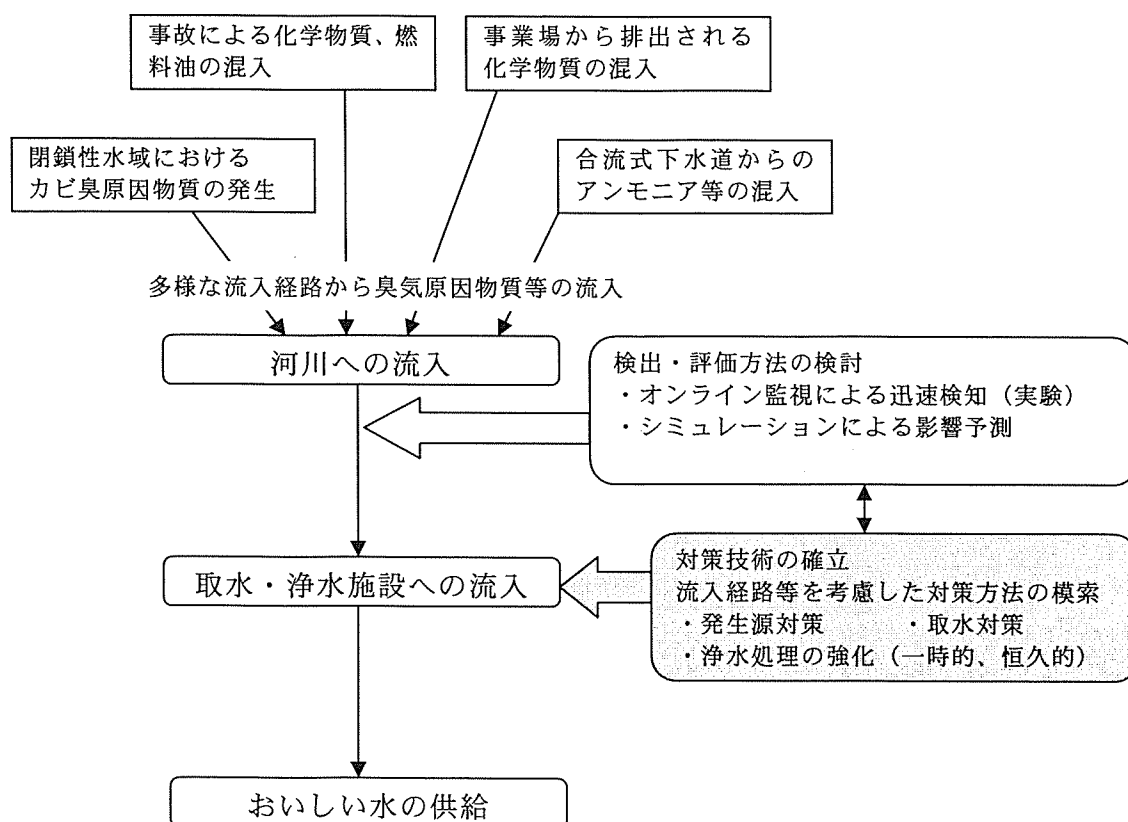 事故による化学物質、燃
料油の混入
事業場から排出される
化学物質の混入
閉鎖性水域における
カビ臭原因物質の発生
合流式下水道からの
アンモニア等の混入
多様な流入経路から臭気原因物質等の流入
河川への流入
検出・評価方法の検討
・オンライン監視による迅速検知(実験)
・シミュレーションによる影響予測
取水・浄水施設への流入
対策技術の確立
流入経路等を考慮した対策方法の模索
・発生源対策 ・取水対策
・浄水処理の強化(一時的、恒久的)
おいしい水の供給